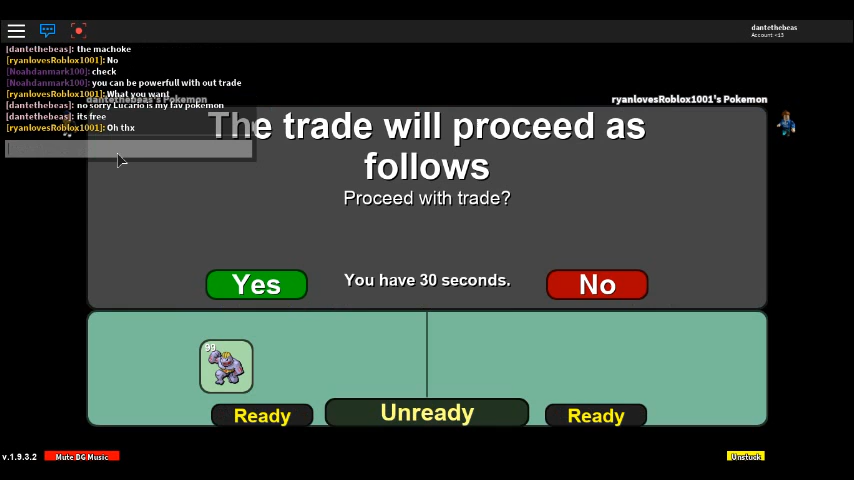 dantethebeas
Account <13
[dantethebeas]: the machoke
[ryanlovesRoblox1001]: No
[Noahdanmark100]: check
[Noahdanmark100]: you can be powerfull with out trade
[ryanlovesRoblox1001]: What you want
dantethebeas's Pokemon
ryanlovesRoblox1001's Pokemon
[dantethebeas]: no sorry Lucario is my fav pokemon
[dantethebeas]: its free
[ryanlovesRoblox1001]: Oh thx
The trade will proceed as
follows
Proceed with trade?
Yes
You have 30 seconds.
No
99
Ready
Unready
Ready
v.1.9.3.2
Mute BG Music
Unstuck